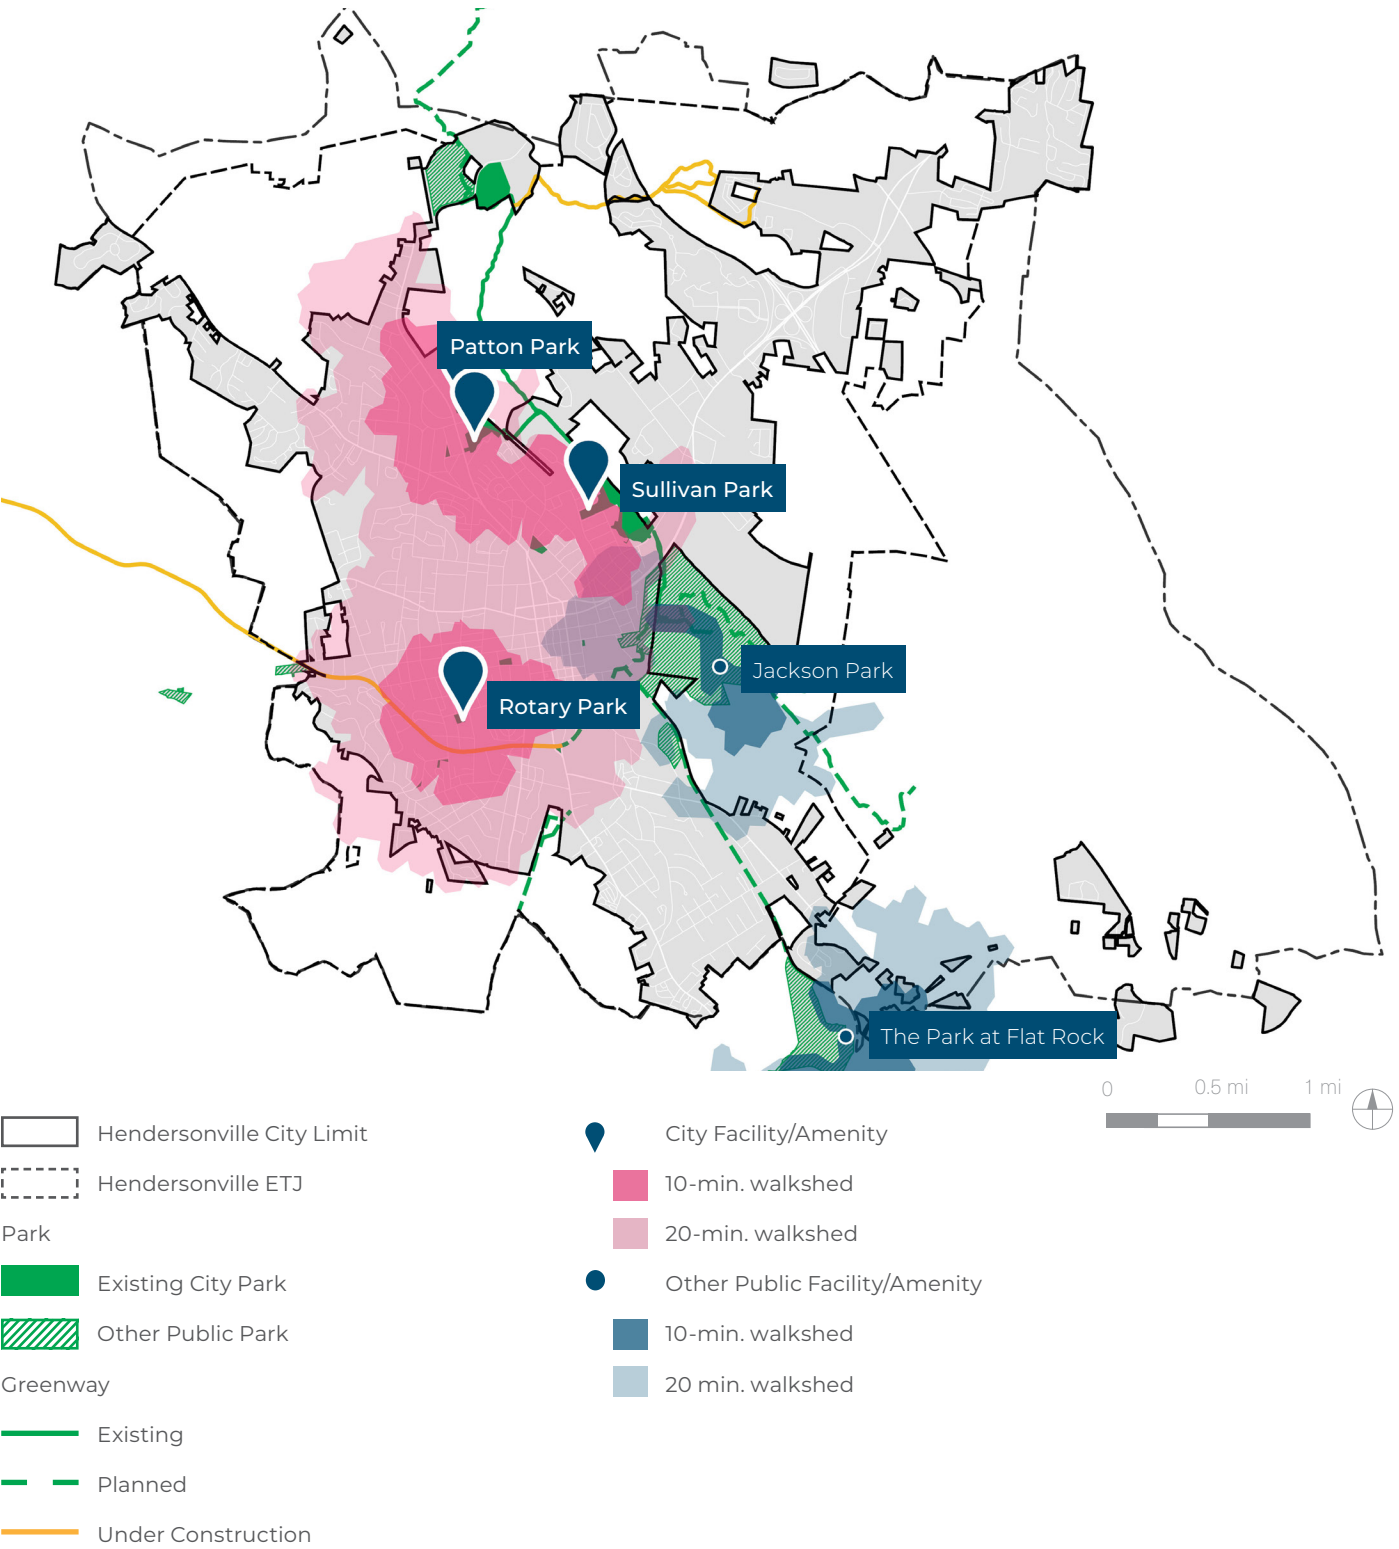 Patton Park
Sullivan Park
Jackson Park
Rotary Park
The Park at Flat Rock
0 0.5 mi 1 mi
Hendersonville City Limit
Hendersonville ETJ
Park
Existing City Park
Other Public Park
Greenway
Existing
Planned
Under Construction
City Facility/Amenity
10-min. walkshed
20-min. walkshed
Other Public Facility/Amenity
10-min. walkshed
20 min. walkshed